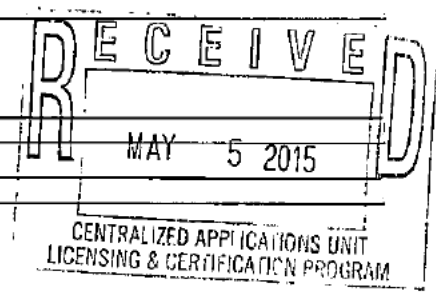 RECEIVED
MAY 5 2015
CENTRALIZED APPLICATIONS UNIT
LICENSING & CERTIFICATION PROGRAM